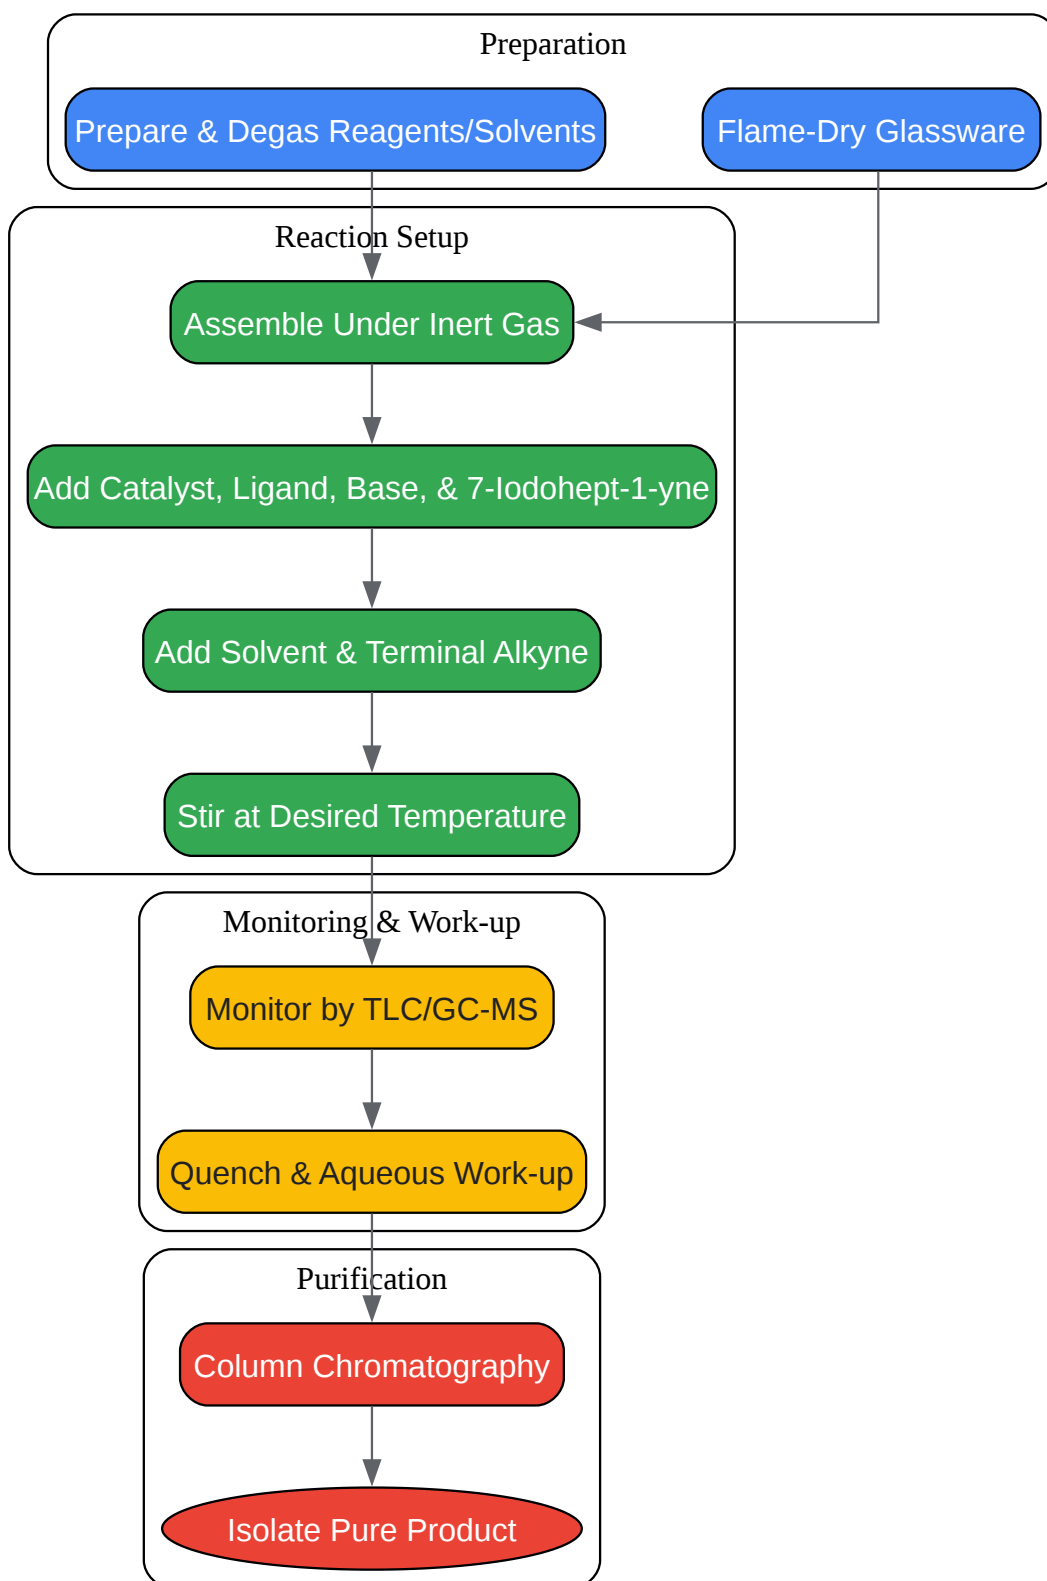 Preparation
Prepare & Degas Reagents/Solvents
Flame-Dry Glassware
Reaction Setup
Assemble Under Inert Gas
Add Catalyst, Ligand, Base, & 7-Iodohept-1-yne
Add Solvent & Terminal Alkyne
Stir at Desired Temperature
Monitoring & Work-up
Monitor by TLC/GC-MS
Quench & Aqueous Work-up
Purification
Column Chromatography
Isolate Pure Product